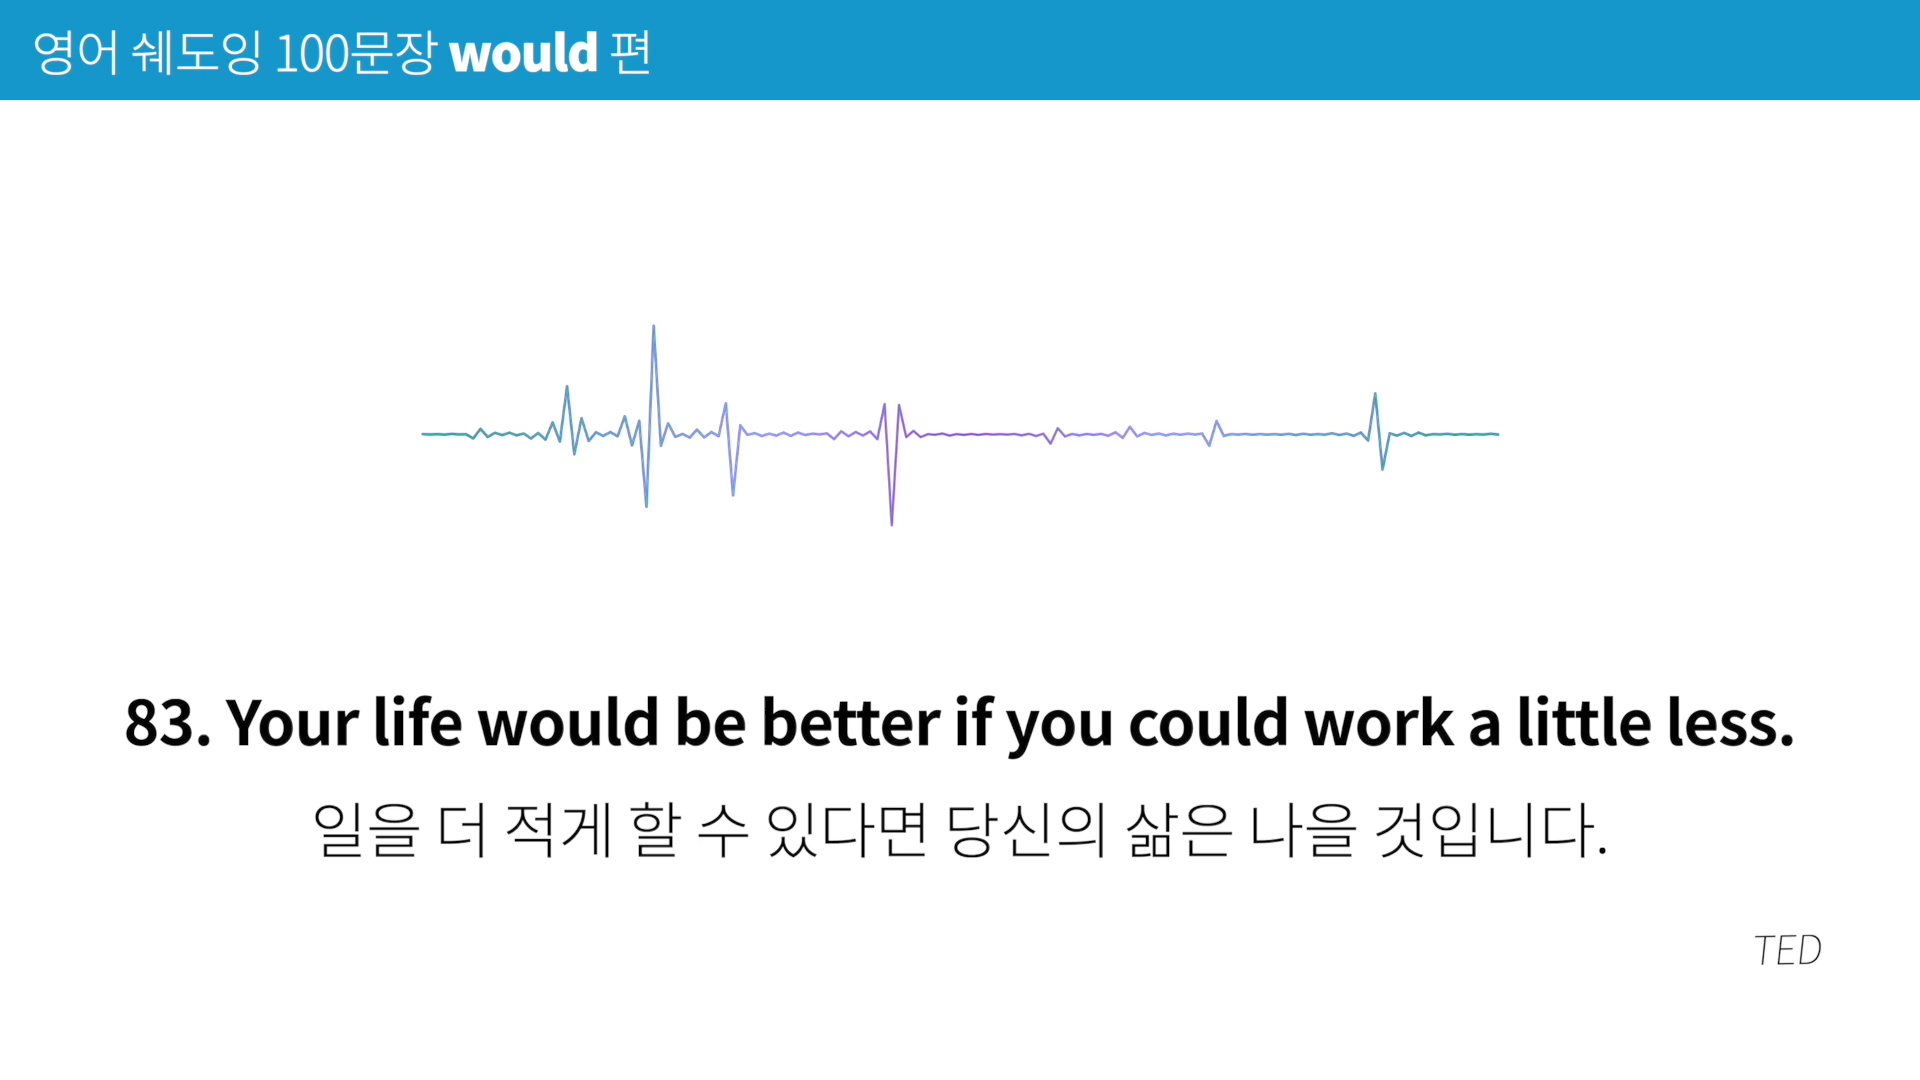 영어 쉐도잉 100문장 would 편
83. Your life would be better if you could work a little less.
일을 더 적게 할 수 있다면 당신의 삶은 나을 것입니다.
TED